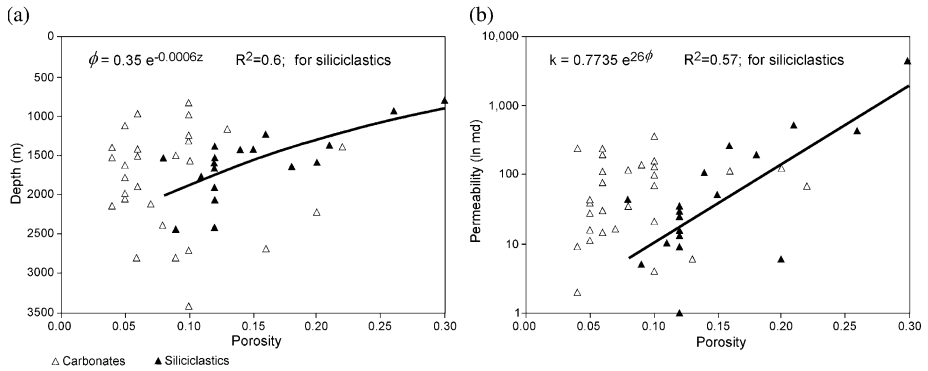 (a)
ϕ = 0.35 e-0.0006z R2=0.6; for siliciclastics
Depth (m)
0
500
1000
1500
2000
2500
3000
3500
0.00 0.05 0.10 0.15 0.20 0.25 0.30
Porosity
△ Carbonates ▲ Siliciclastics
(b)
k = 0.7735 e26ϕ R2=0.57; for siliciclastics
Permeability (ln md)
10,000
1,000
100
10
1
0.00 0.05 0.10 0.15 0.20 0.25 0.30
Porosity